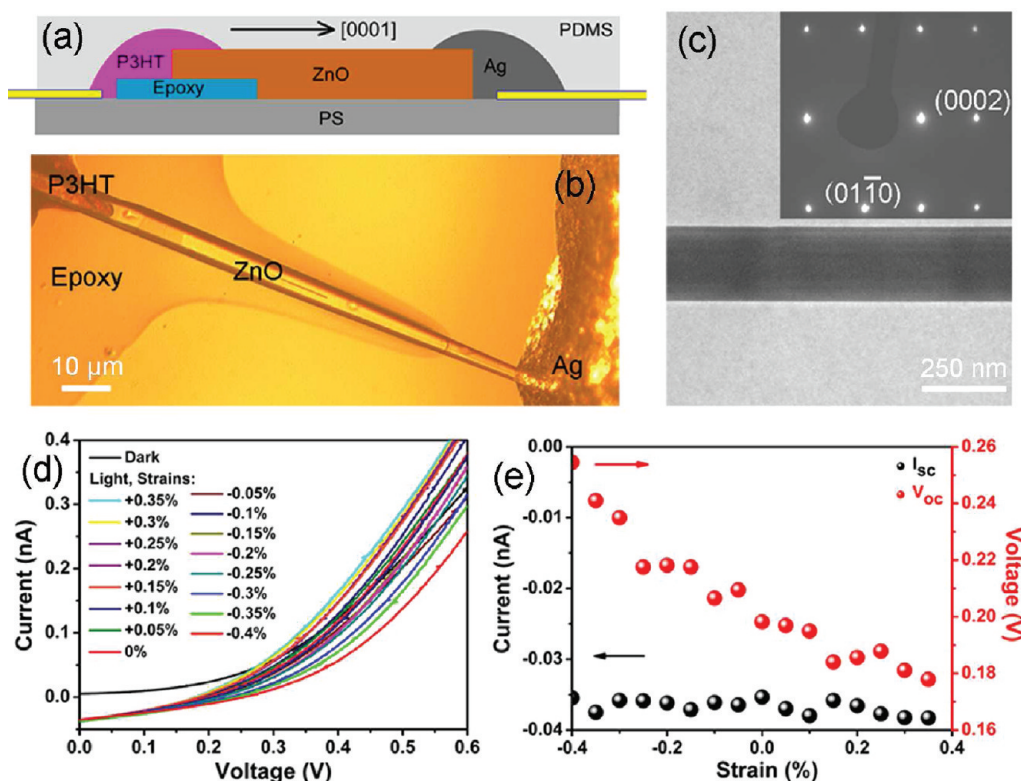 (a)
[0001]
PDMS
P3HT
ZnO
Ag
Epoxy
PS
(b)
P3HT
Epoxy
ZnO
Ag
10 µm
(c)
(0002)
(011̅0)
250 nm
(d)
Dark
Light, Strains:
+0.35%
+0.3%
+0.25%
+0.2%
+0.15%
+0.1%
+0.05%
0%
-0.05%
-0.1%
-0.15%
-0.2%
-0.25%
-0.3%
-0.35%
-0.4%
Current (nA)
0.4
0.3
0.2
0.1
0.0
0.0 0.1 0.2 0.3 0.4 0.5 0.6
Voltage (V)
(e)
I_SC
V_OC
Current (nA)
0.00
-0.01
-0.02
-0.03
-0.04
0.26
0.24
0.22
0.20
0.18
0.16
Voltage (V)
-0.4 -0.2 0.0 0.2 0.4
Strain (%)